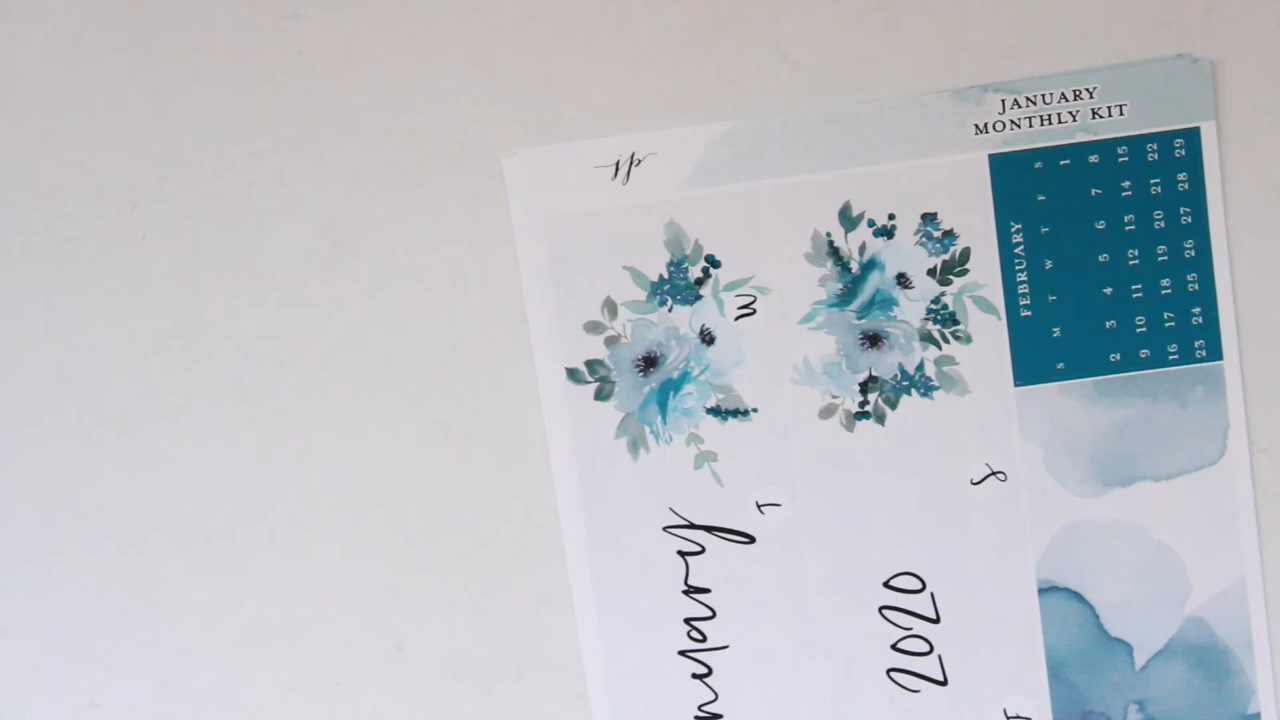 JANUARY
MONTHLY KIT
FEBRUARY
S M T W T F S
1
2 3 4 5 6 7 8
9 10 11 12 13 14 15
16 17 18 19 20 21 22
23 24 25 26 27 28 29
W
T
S
F
2020